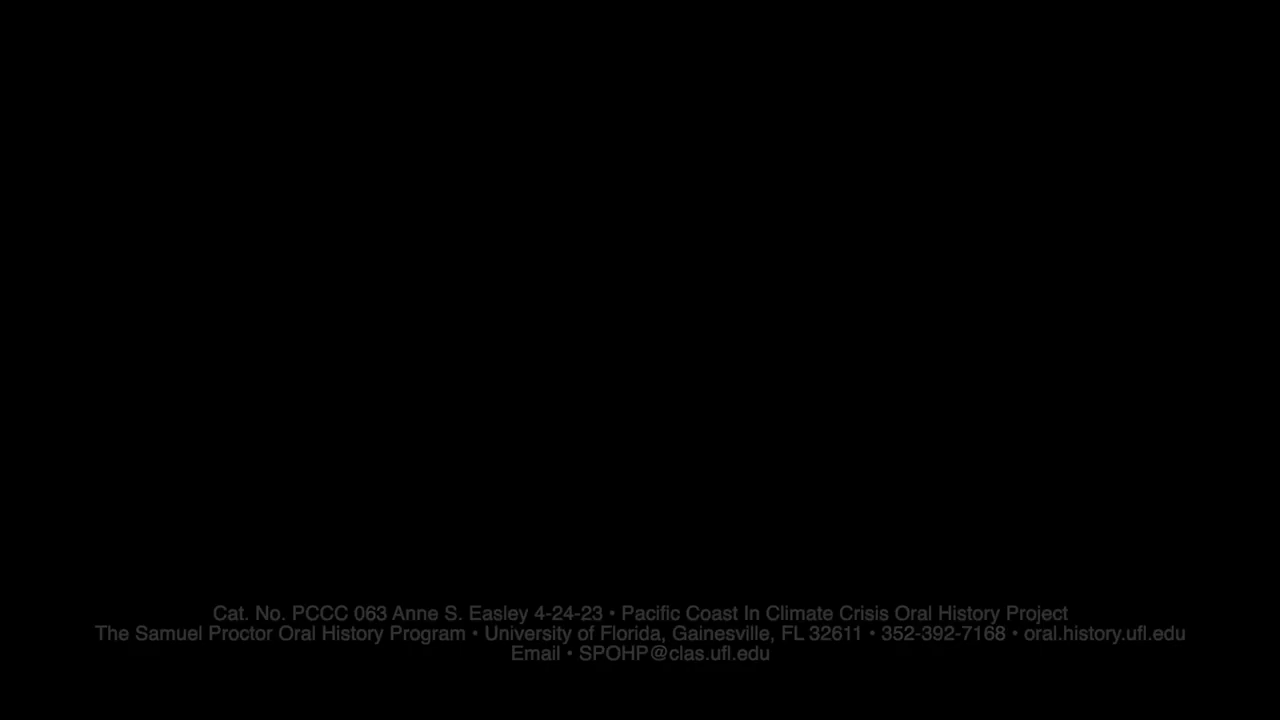 Cat. No. PCCC 063 Anne S. Easley 4-24-23 • Pacific Coast In Climate Crisis Oral History Project
The Samuel Proctor Oral History Program • University of Florida, Gainesville, FL 32611 • 352-392-7168 • oral.history.ufl.edu
Email • SPOHP@clas.ufl.edu